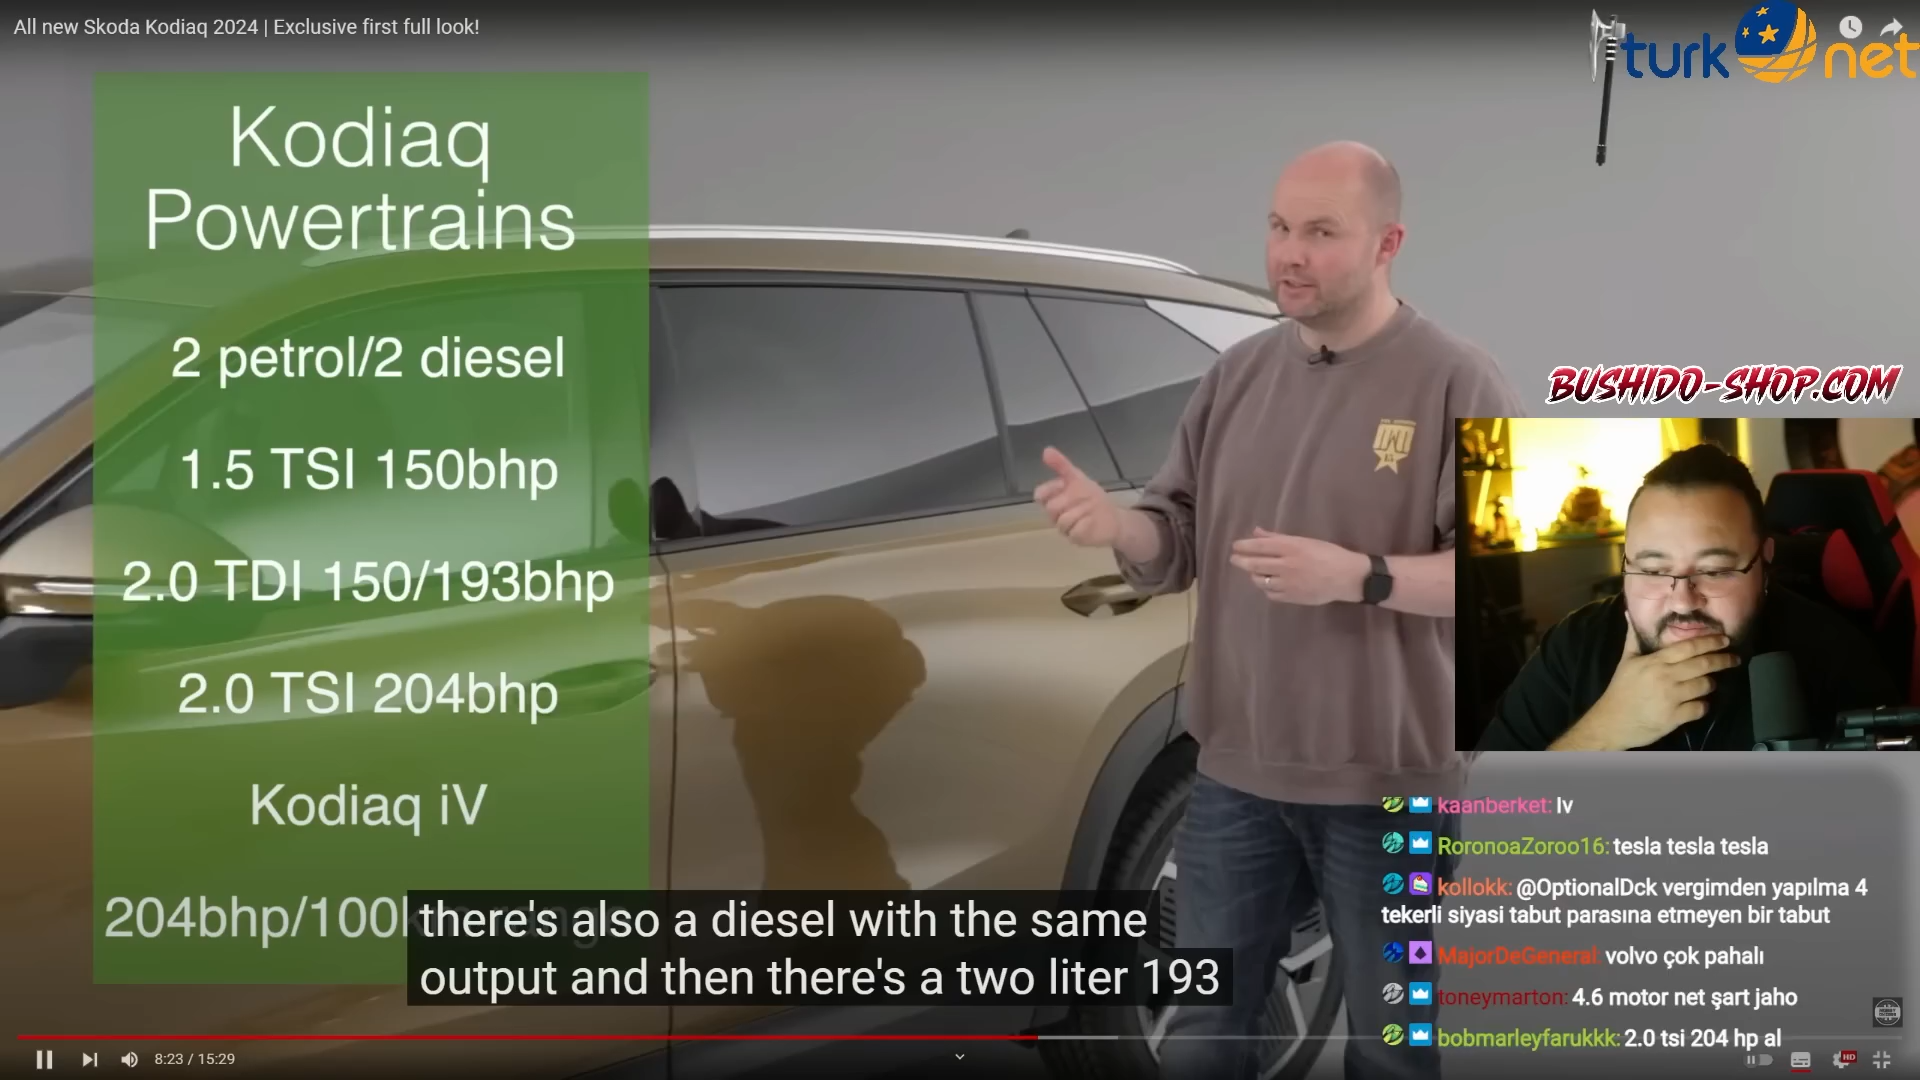 All new Skoda Kodiaq 2024 | Exclusive first full look!
turk net
Kodiaq
Powertrains
2 petrol/2 diesel
1.5 TSI 150bhp
2.0 TDI 150/193bhp
2.0 TSI 204bhp
Kodiaq iV
204bhp/100k
there's also a diesel with the same
output and then there's a two liter 193
TMT
BUSHIDO-SHOP.COM
kaanberket: Iv
RoronoaZoroo16: tesla tesla tesla
kollokk: @OptionalDck vergimden yapılma 4
tekerli siyasi tabut parasına etmeyen bir tabut
MajorDeGeneral: volvo çok pahalı
toneymarton: 4.6 motor net şart jaho
bobmarleyfarukkk: 2.0 tsi 204 hp al
8:23 / 15:29
HD